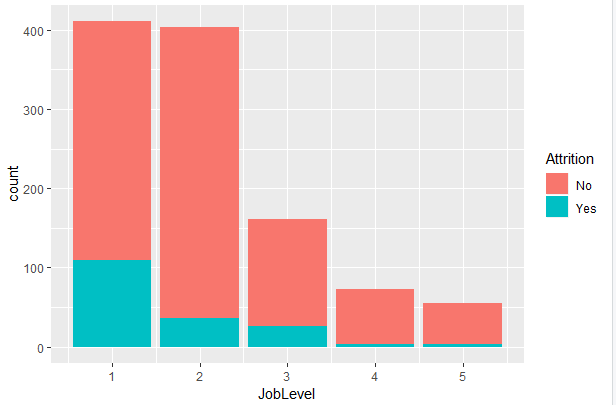 400
300
200
100
0
count
1 2 3 4 5
JobLevel
Attrition
No
Yes